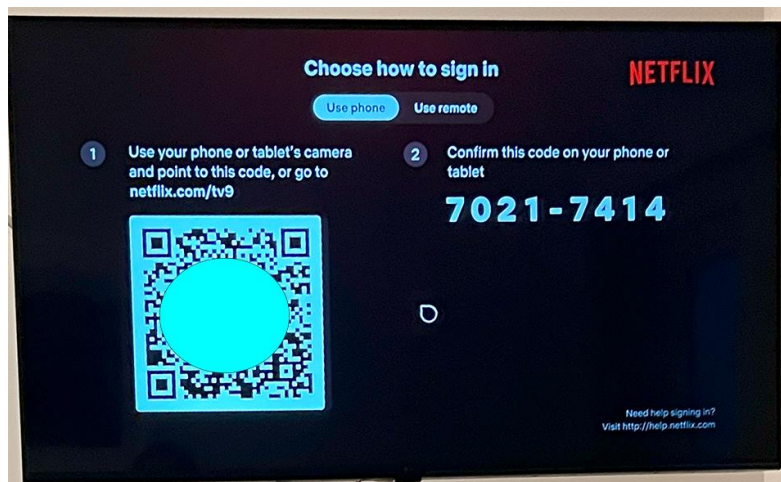 Choose how to sign in
NETFLIX
Use phone
Use remote
1
Use your phone or tablet's camera
and point to this code, or go to
netflix.com/tv9
2
Confirm this code on your phone or
tablet
7021-7414
Need help signing in?
Visit http://help.netflix.com